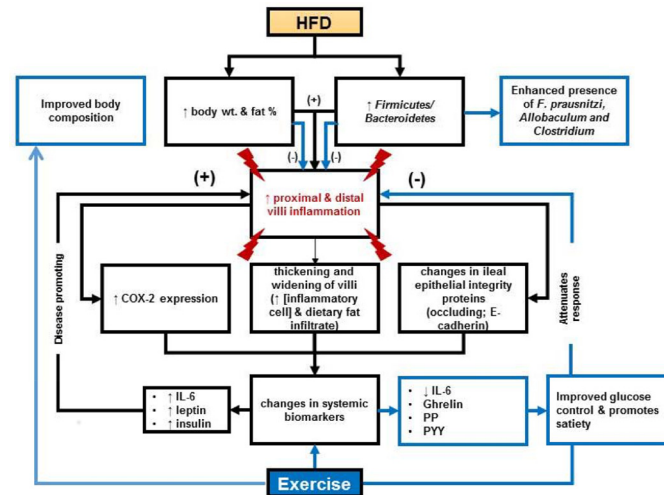 HFD
Improved body
composition
↑ body wt. & fat %
(+)
↑ Firmicutes/
Bacteroidetes
Enhanced presence
of F. prausnitzi,
Allobaculum and
Clostridium
(-)
(-)
(+)
(-)
↑ proximal & distal
villi inflammation
Disease promoting
Attenuates
response
↑ COX-2 expression
thickening and
widening of villi
(↑ [inflammatory
cell] & dietary fat
infiltrate)
changes in ileal
epithelial integrity
proteins
(occluding; E-
cadherin)
• ↑ IL-6
• ↑ leptin
• ↑ insulin
changes in systemic
biomarkers
• ↓ IL-6
• Ghrelin
• PP
• PYY
Improved glucose
control & promotes
satiety
Exercise